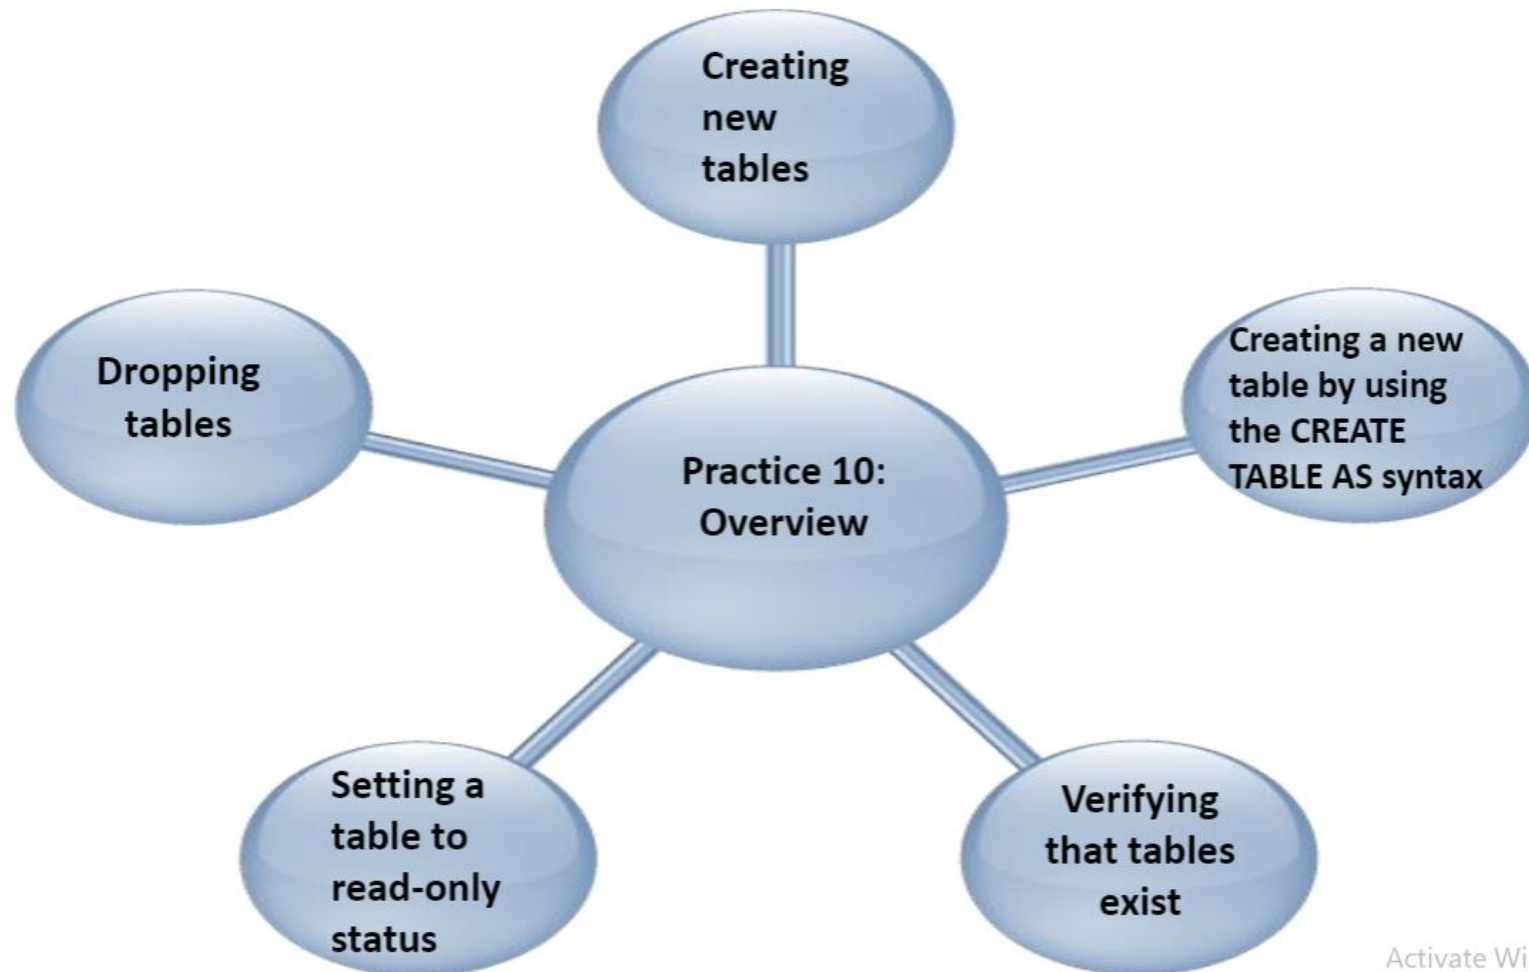 Creating
new
tables
Dropping
tables
Creating a new
table by using
the CREATE
TABLE AS syntax
Practice 10:
Overview
Setting a
table to
read-only
status
Verifying
that tables
exist
Activate Wi